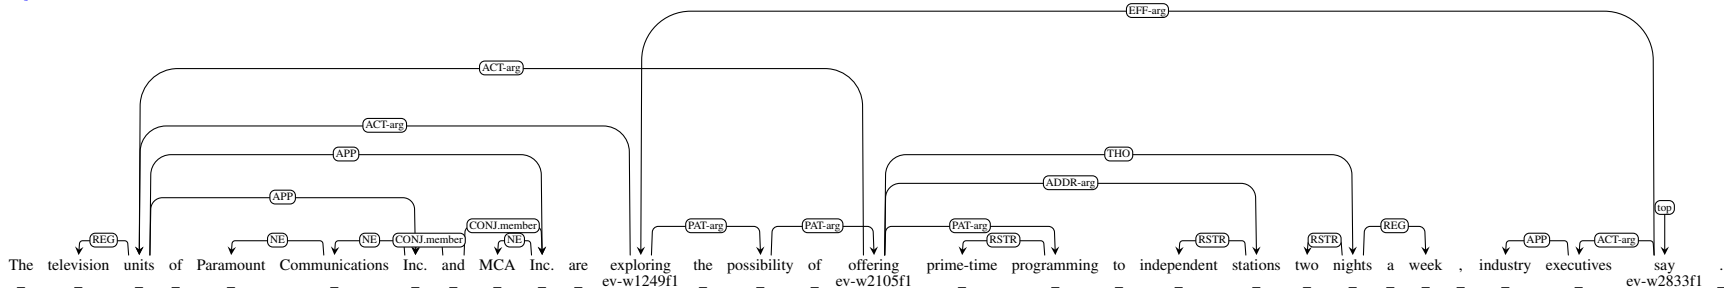 EFF-arg
ACT-arg
ACT-arg
APP THO
ADDR-arg
APP
top
CONJ.member PAT-arg PAT-arg PAT-arg
REG NE NE CONJ.member NE RSTR RSTR RSTR REG APP ACT-arg
The television units of Paramount Communications Inc. and MCA Inc. are exploring the possibility of offering prime-time programming to independent stations two nights a week , industry executives say .
ev-w1249f1 ev-w2105f1 ev-w2833f1
_ _ _ _ _ _ _ _ _ _ _ _ _ _ _ _ _ _ _ _ _ _ _ _ _ _